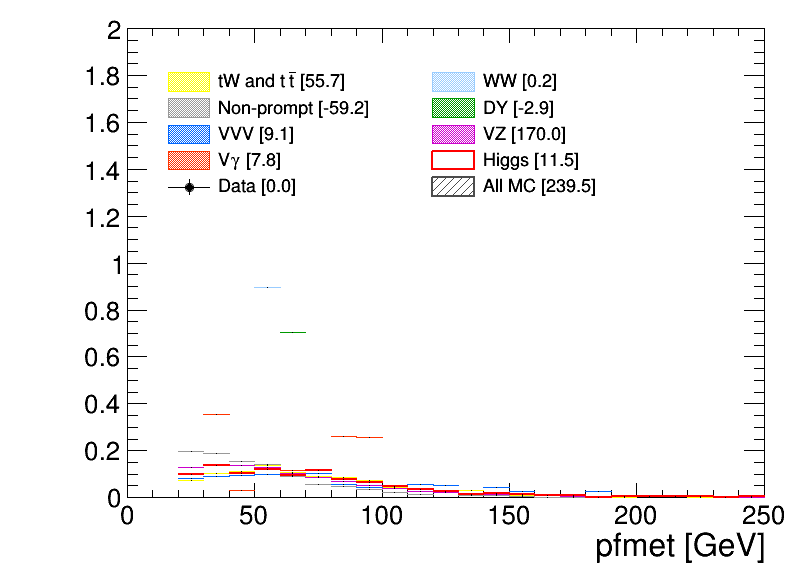 2
1.8
1.6
1.4
1.2
1
0.8
0.6
0.4
0.2
0
tW and t t̄ [55.7]
Non-prompt [-59.2]
VVV [9.1]
Vγ [7.8]
Data [0.0]
WW [0.2]
DY [-2.9]
VZ [170.0]
Higgs [11.5]
All MC [239.5]
0 50 100 150 200 250
pfmet [GeV]